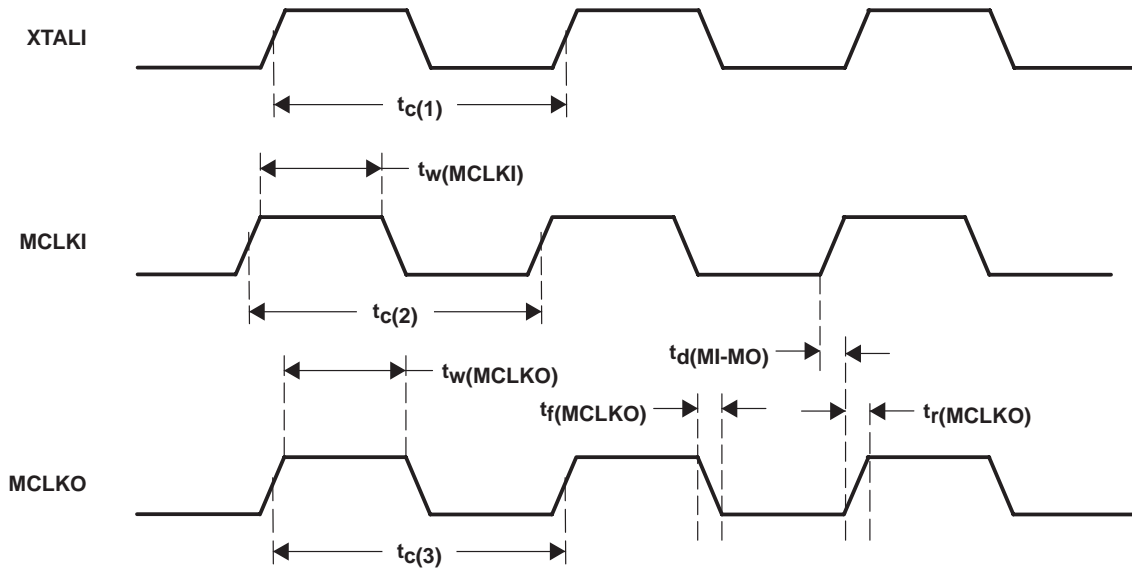 XTALI
tc(1)
tw(MCLKI)
MCLKI
tc(2)
td(MI-MO)
tw(MCLKO)
tf(MCLKO)
tr(MCLKO)
MCLKO
tc(3)